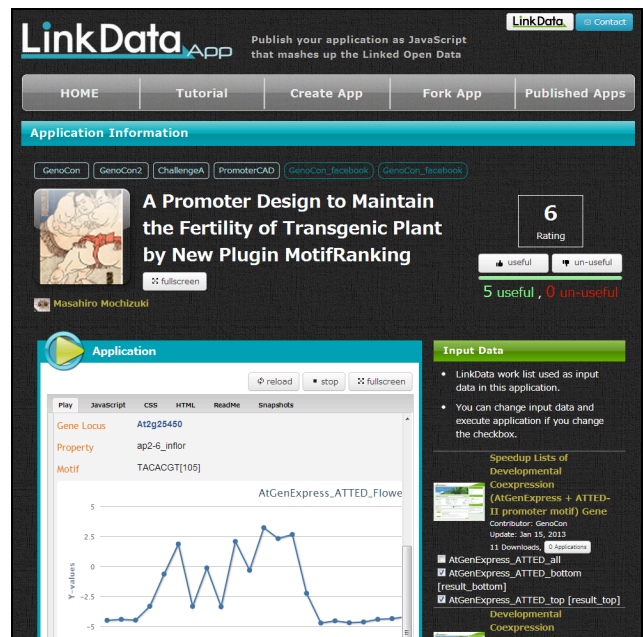 LinkData App
Publish your application as JavaScript
that mashes up the Linked Open Data
LinkData
Contact
HOME
Tutorial
Create App
Fork App
Published Apps
Application Information
GenoCon
GenoCon2
ChallengeA
PromoterCAD
GenoCon_facebook
GenoCon_facebook
A Promoter Design to Maintain
the Fertility of Transgenic Plant
by New Plugin MotifRanking
fullscreen
Masahiro Mochizuki
6
Rating
useful
un-useful
5 useful , 0 un-useful
Application
reload
stop
fullscreen
Play
JavaScript
CSS
HTML
ReadMe
Snapshots
Gene Locus
At2g25450
Property
ap2-6_inflor
Motif
TACACGT[105]
AtGenExpress_ATTED_Flowe
Y-values
5
2.5
0
-2.5
-5
Input Data
LinkData work list used as input
data in this application.
You can change input data and
execute application if you change
the checkbox.
Speedup Lists of
Developmental
Coexpression
(AtGenExpress + ATTED-
II promoter motif) Gene
Contributor: GenoCon
Update: Jan 15, 2013
11 Downloads, 0 Applications
AtGenExpress_ATTED_all
AtGenExpress_ATTED_bottom
[result_bottom]
AtGenExpress_ATTED_top [result_top]
Developmental
Coexpression